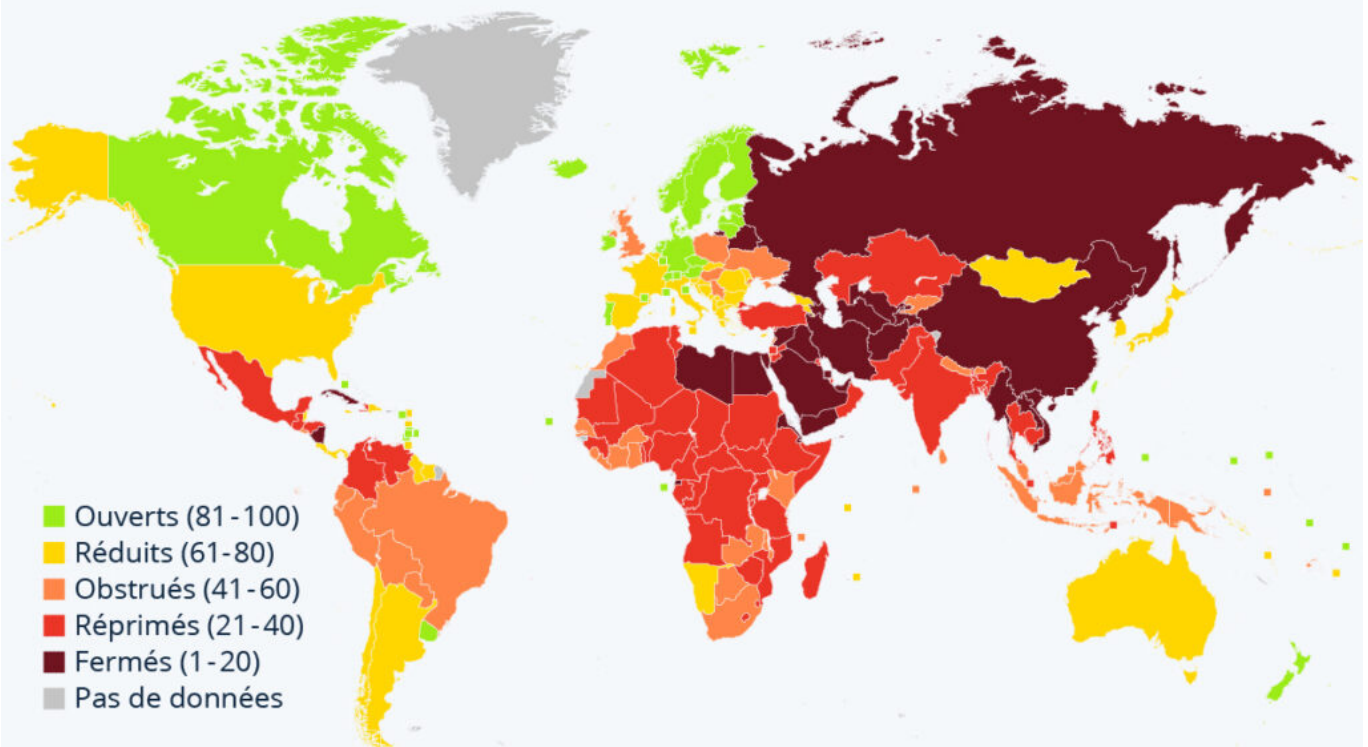 Ouverts (81-100)
Réduits (61-80)
Obstrués (41-60)
Réprimés (21-40)
Fermés (1-20)
Pas de données